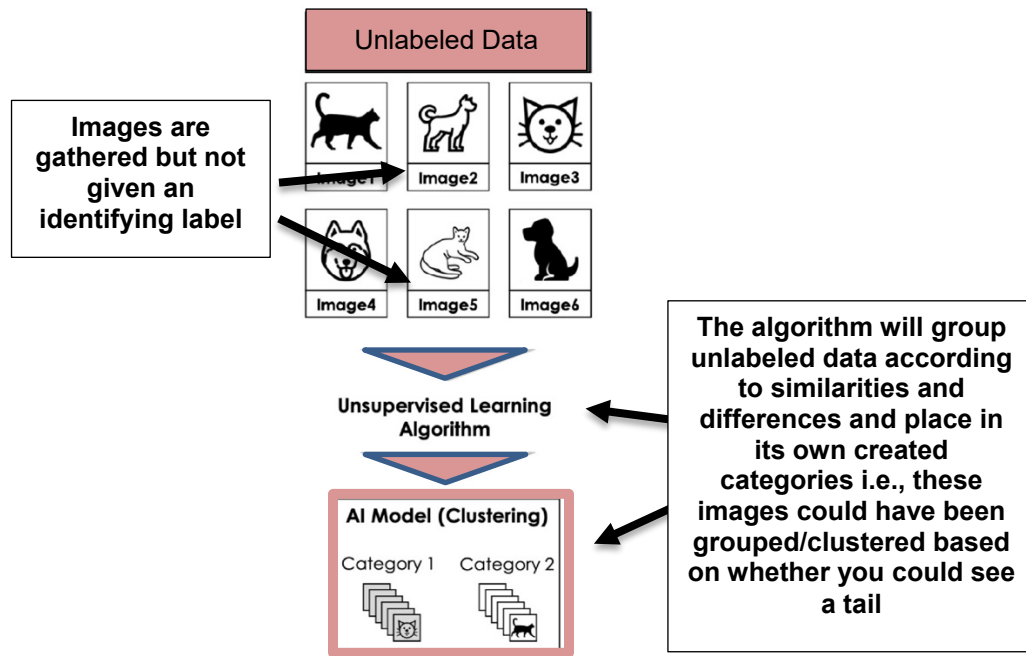 Unlabeled Data
Images are
gathered but not
given an
identifying label
Image1
Image2
Image3
Image4
Image5
Image6
Unsupervised Learning
Algorithm
The algorithm will group
unlabeled data according
to similarities and
differences and place in
its own created
categories i.e., these
images could have been
grouped/clustered based
on whether you could see
a tail
AI Model (Clustering)
Category 1
Category 2